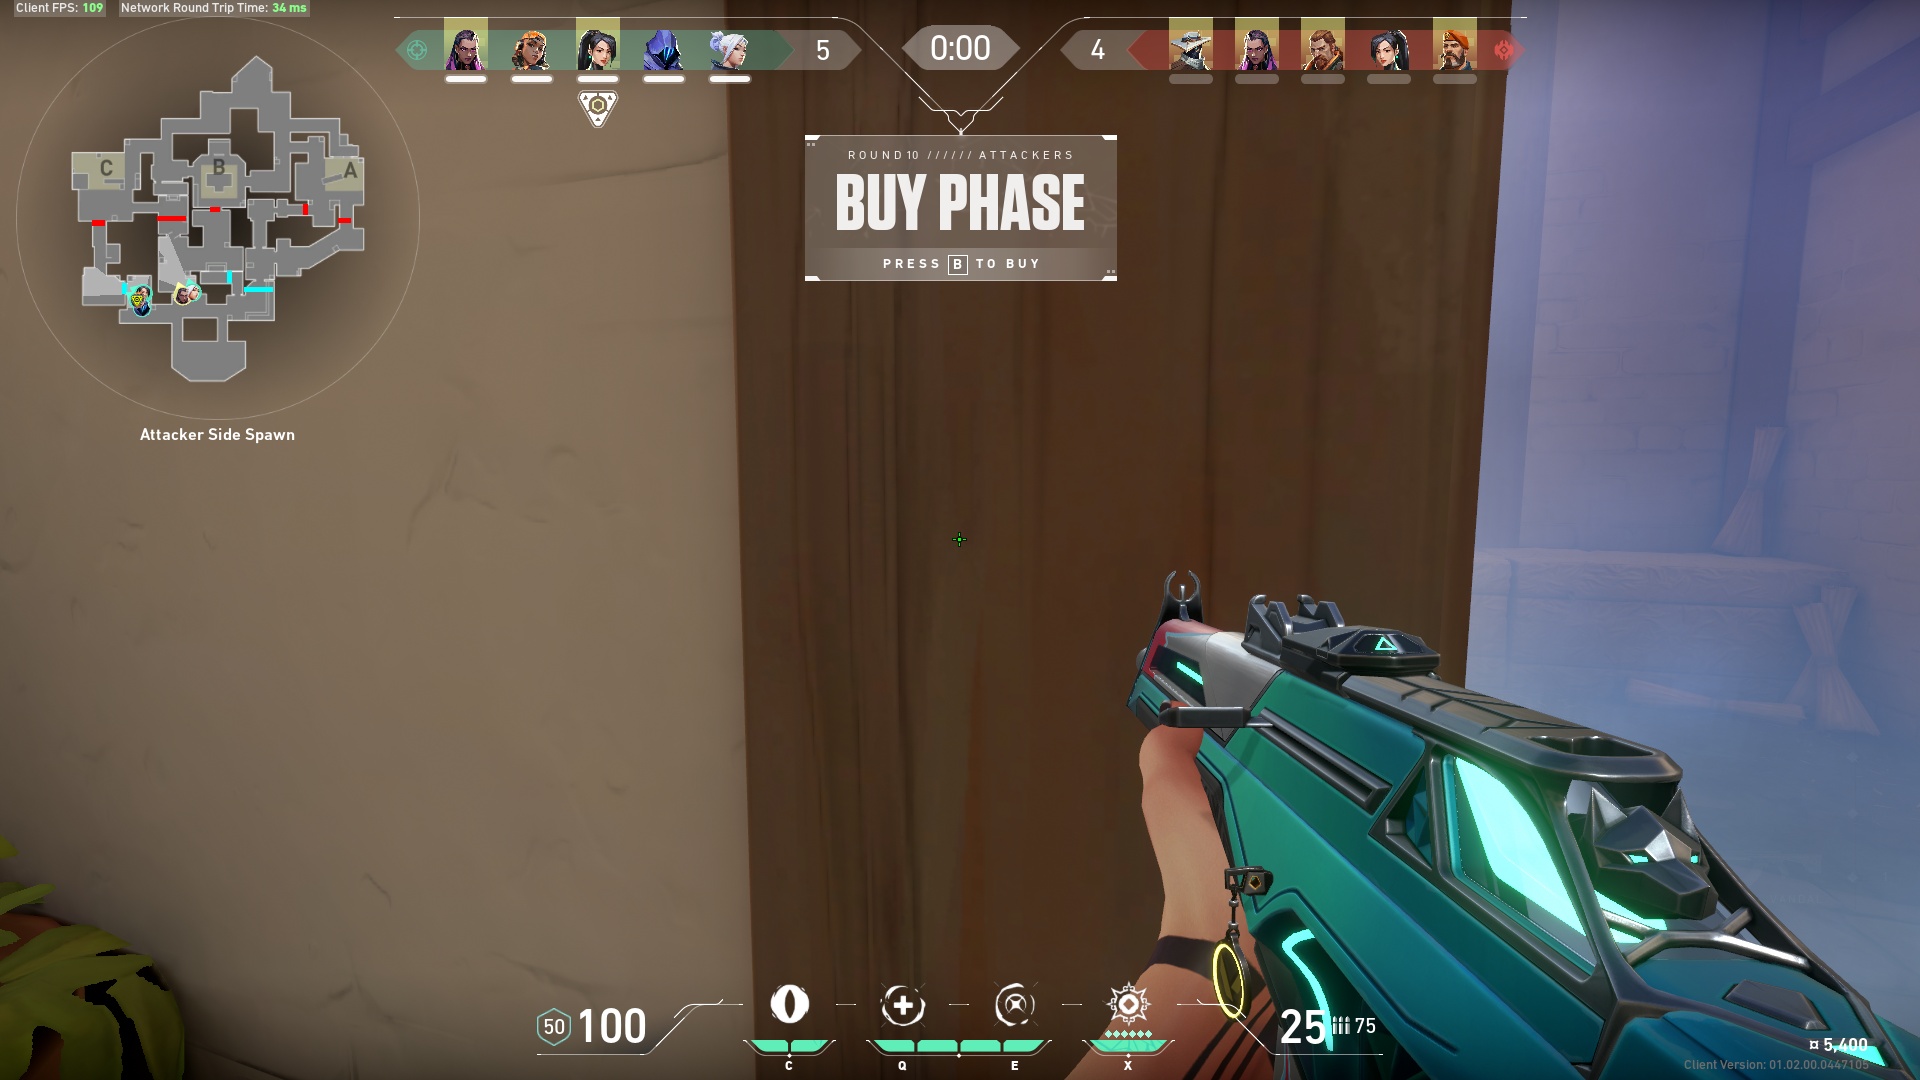 Client FPS: 109 Network Round Trip Time: 34 ms
5 0:00 4
ROUND 10 ////// ATTACKERS
BUY PHASE
PRESS B TO BUY
C B A
Attacker Side Spawn
50 100
C Q E X
25 75
¤ 5,400
Client Version: 01.02.00.0447105